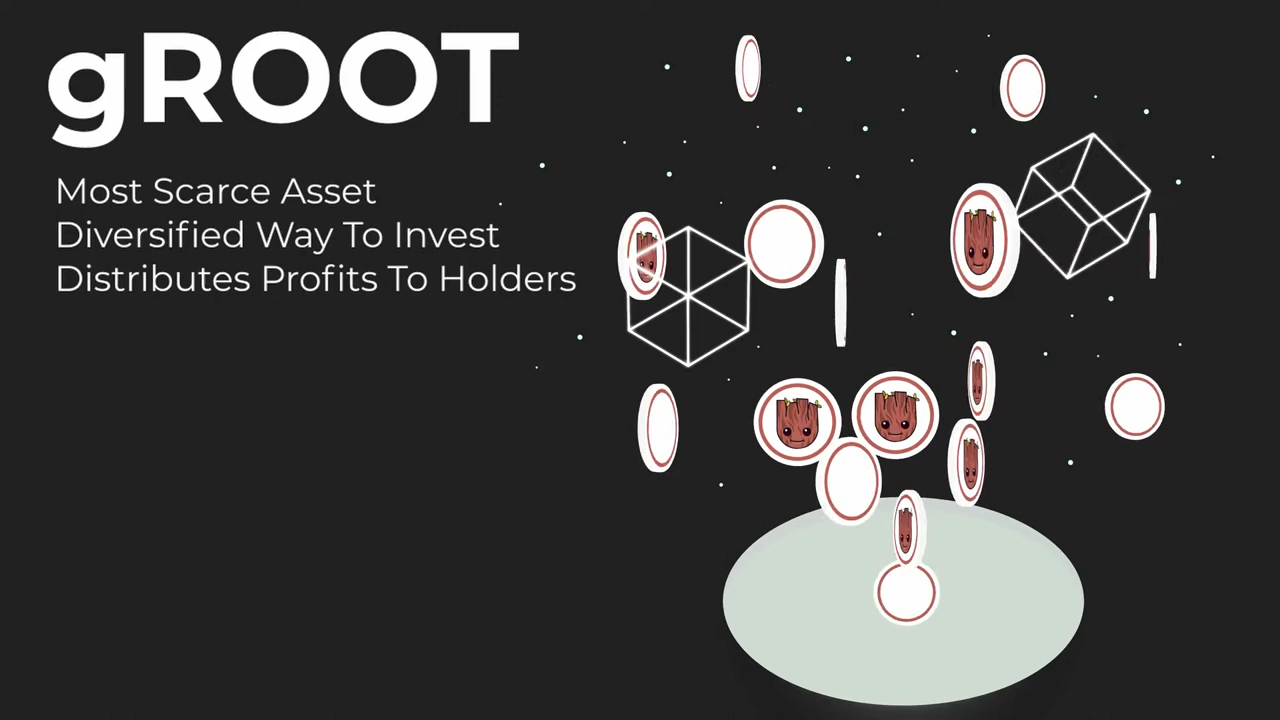 gROOT
Most Scarce Asset
Diversified Way To Invest
Distributes Profits To Holders